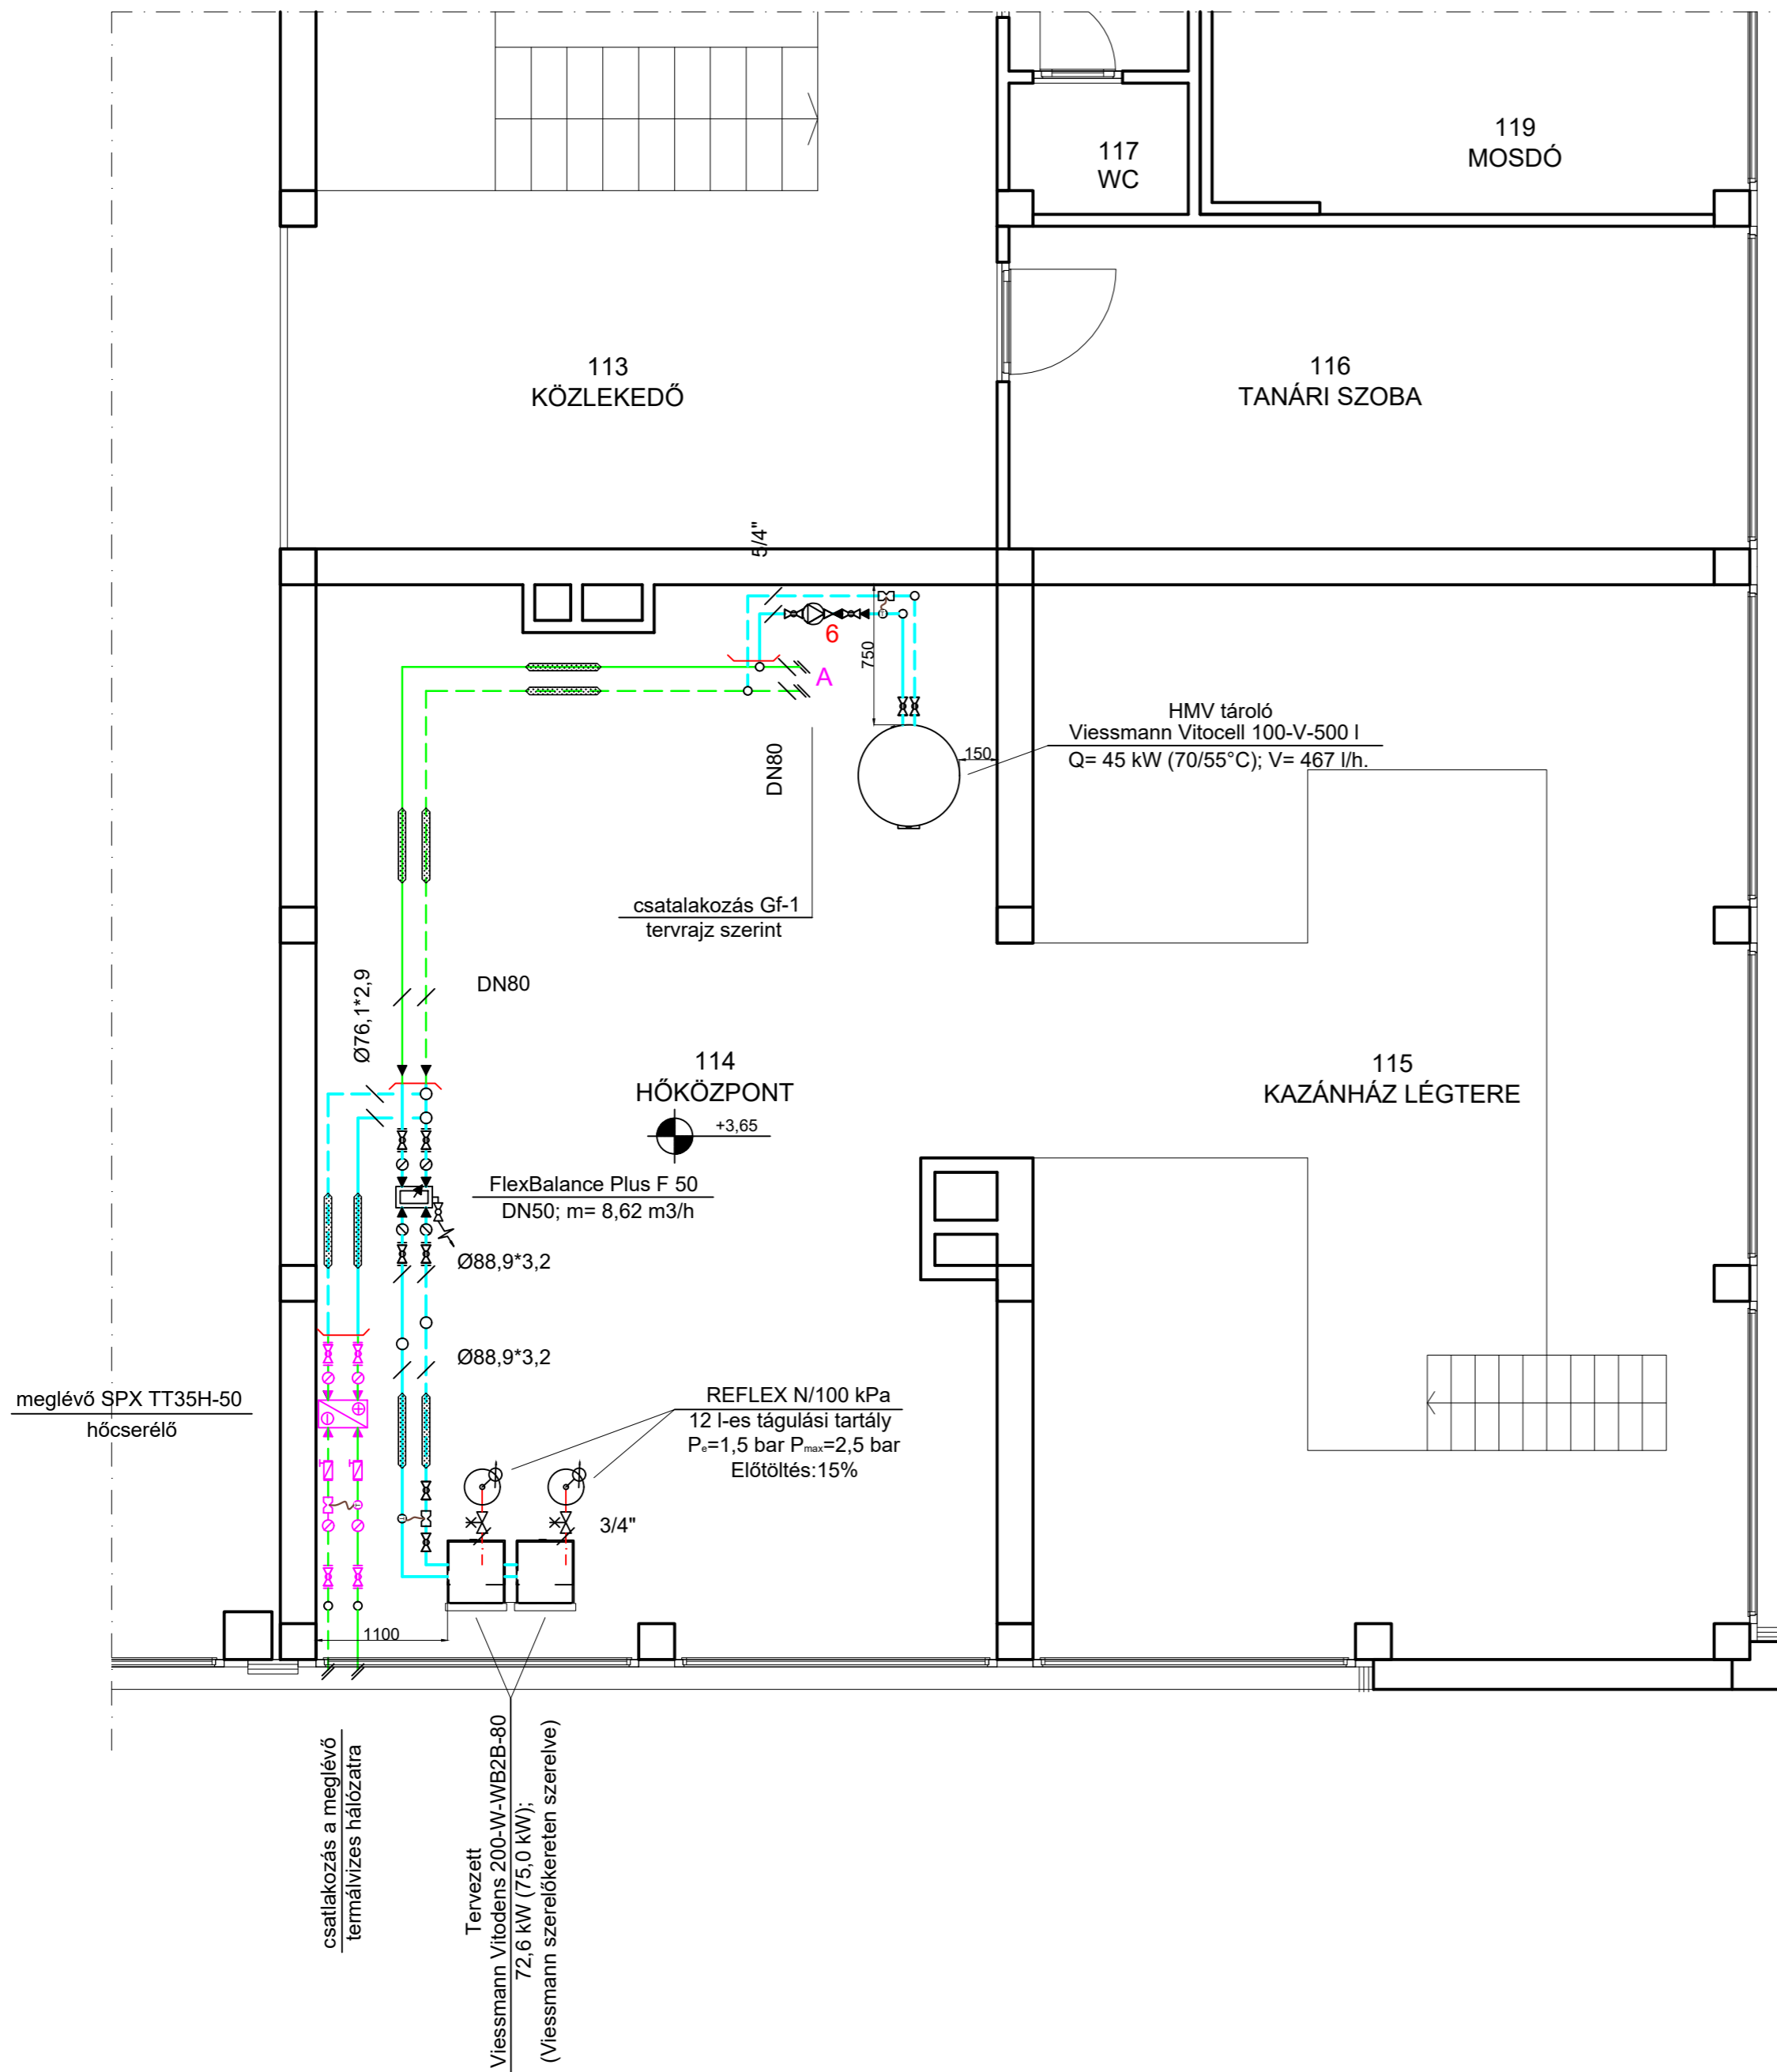 119
MOSDÓ
117
WC
113
KÖZLEKEDŐ
116
TANÁRI SZOBA
5/4"
6
750
A
HMV tároló
Viessmann Vitocell 100-V-500 l
Q= 45 kW (70/55°C); V= 467 l/h.
150
DN80
csatalakozás Gf-1
tervrajz szerint
DN80
Ø76,1*2,9
114
HŐKÖZPONT
+3,65
115
KAZÁNHÁZ LÉGTERE
FlexBalance Plus F 50
DN50; m= 8,62 m3/h
Ø88,9*3,2
Ø88,9*3,2
meglévő SPX TT35H-50
hőcserélő
REFLEX N/100 kPa
12 l-es tágulási tartály
Pe=1,5 bar Pmax=2,5 bar
Előtöltés:15%
3/4"
1100
csatlakozás a meglévő
termálvizes hálózatra
Tervezett
Viessmann Vitodens 200-W-WB2B-80
72,6 kW (75,0 kW);
(Viessmann szerelőkereten szerelve)